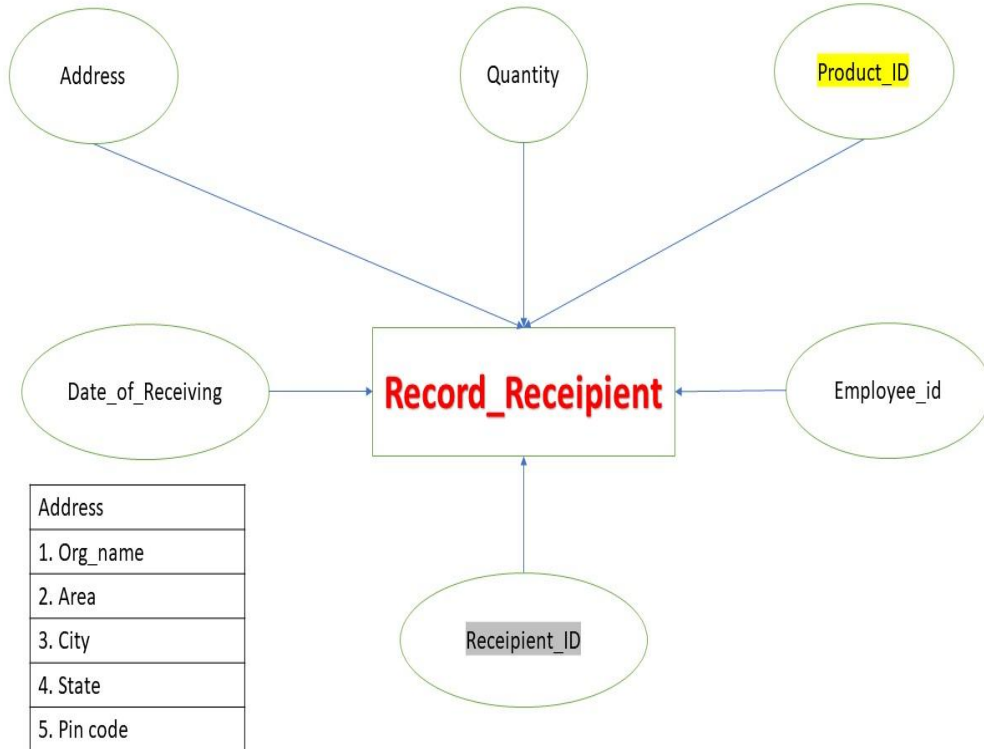 Address
Quantity
Product_ID
Date_of_Receiving
Record_Receipient
Employee_id
Receipient_ID
Address
1. Org_name
2. Area
3. City
4. State
5. Pin code